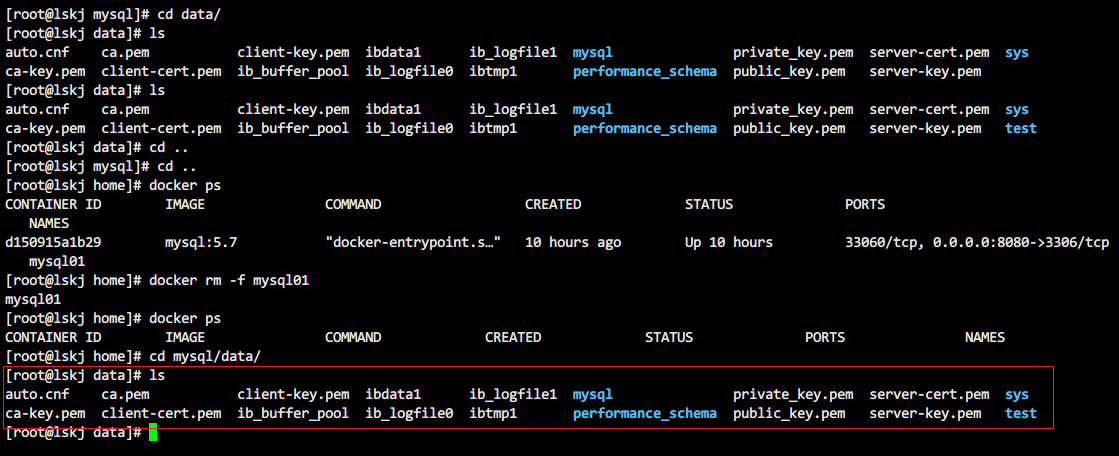 [root@lskj mysql]# cd data/
[root@lskj data]# ls
auto.cnf    ca.pem           client-key.pem  ibdata1      ib_logfile1  mysql               private_key.pem  server-cert.pem  sys
ca-key.pem  client-cert.pem  ib_buffer_pool  ib_logfile0  ibtmp1       performance_schema  public_key.pem   server-key.pem
[root@lskj data]# ls
auto.cnf    ca.pem           client-key.pem  ibdata1      ib_logfile1  mysql               private_key.pem  server-cert.pem  sys
ca-key.pem  client-cert.pem  ib_buffer_pool  ib_logfile0  ibtmp1       performance_schema  public_key.pem   server-key.pem   test
[root@lskj data]# cd ..
[root@lskj mysql]# cd ..
[root@lskj home]# docker ps
CONTAINER ID        IMAGE               COMMAND                  CREATED             STATUS              PORTS
   NAMES
d150915a1b29        mysql:5.7           "docker-entrypoint.s…"   10 hours ago        Up 10 hours         33060/tcp, 0.0.0.0:8080->3306/tcp
   mysql01
[root@lskj home]# docker rm -f mysql01
mysql01
[root@lskj home]# docker ps
CONTAINER ID        IMAGE               COMMAND             CREATED             STATUS              PORTS               NAMES
[root@lskj home]# cd mysql/data/
[root@lskj data]# ls
auto.cnf    ca.pem           client-key.pem  ibdata1      ib_logfile1  mysql               private_key.pem  server-cert.pem  sys
ca-key.pem  client-cert.pem  ib_buffer_pool  ib_logfile0  ibtmp1       performance_schema  public_key.pem   server-key.pem   test
[root@lskj data]#